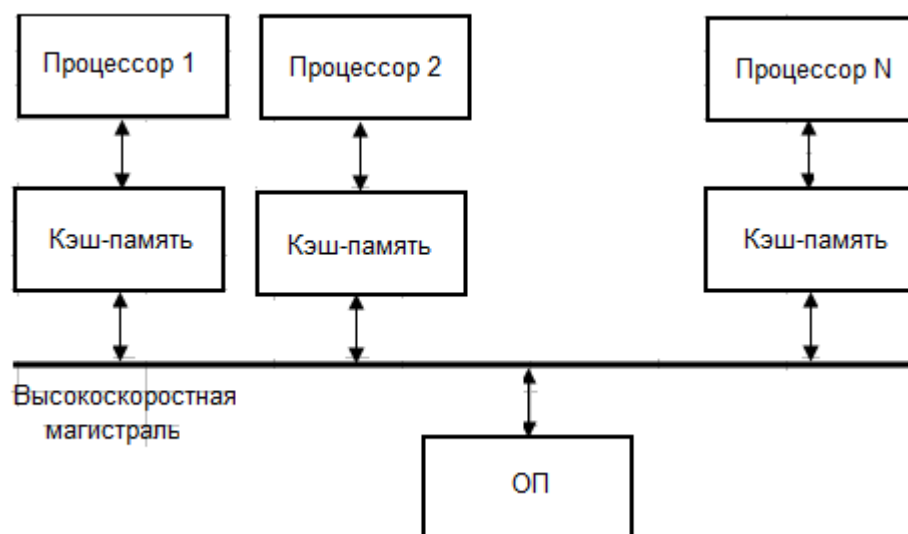 Процессор 1
Процессор 2
Процессор N
Кэш-память
Кэш-память
Кэш-память
Высокоскоростная
магистраль
ОП